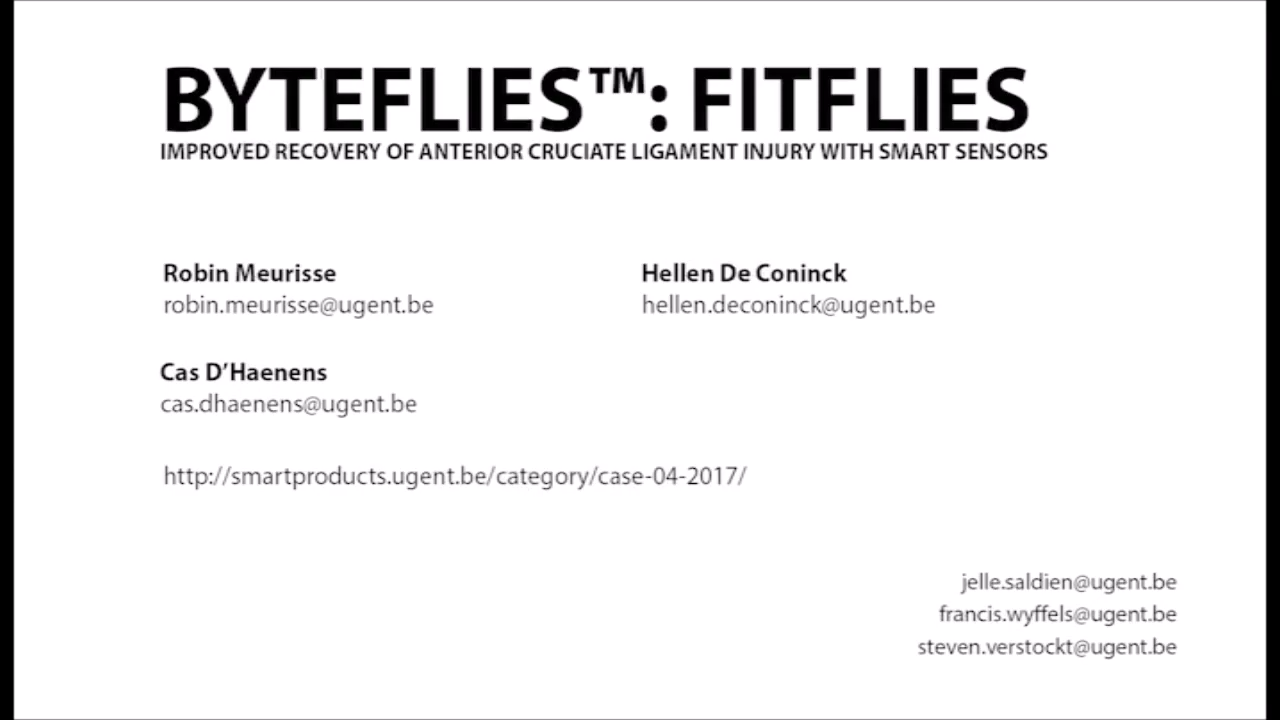 BYTEFLIES™: FITFLIES
IMPROVED RECOVERY OF ANTERIOR CRUCIATE LIGAMENT INJURY WITH SMART SENSORS
Robin Meurisse
robin.meurisse@ugent.be
Hellen De Coninck
hellen.deconinck@ugent.be
Cas D’Haenens
cas.dhaenens@ugent.be
http://smartproducts.ugent.be/category/case-04-2017/
jelle.saldien@ugent.be
francis.wyffels@ugent.be
steven.verstockt@ugent.be